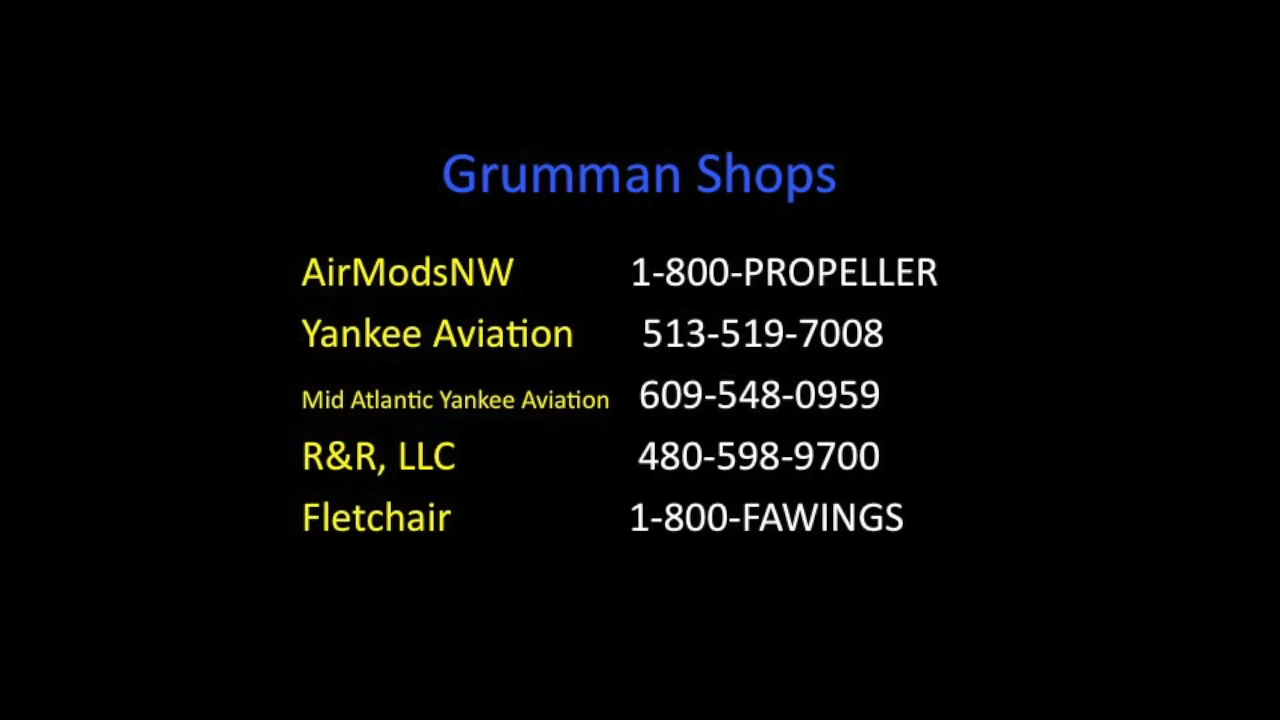 Grumman Shops
AirModsNW 1-800-PROPELLER
Yankee Aviation 513-519-7008
Mid Atlantic Yankee Aviation 609-548-0959
R&R, LLC 480-598-9700
Fletchair 1-800-FAWINGS